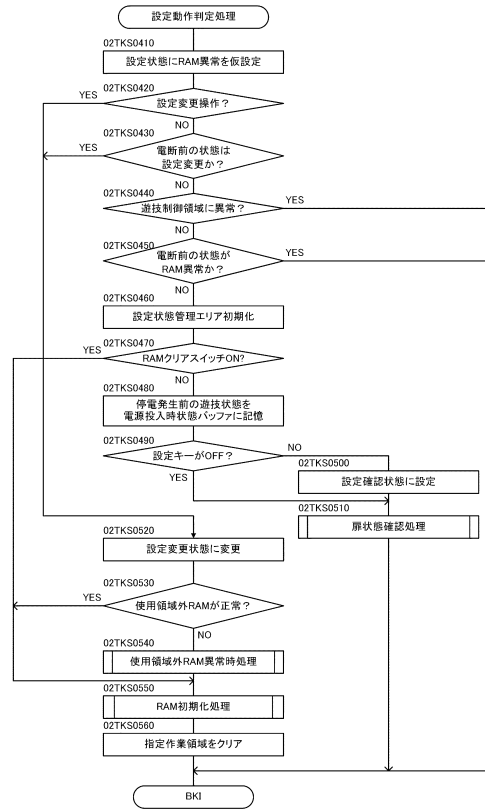 設定動作判定処理
02TKS0410
設定状態にRAM異常を仮設定
02TKS0420
YES
設定変更操作？
NO
02TKS0430
YES
電断前の状態は
設定変更か？
NO
02TKS0440
YES
遊技制御領域に異常？
NO
02TKS0450
YES
電断前の状態が
RAM異常か？
NO
02TKS0460
設定状態管理エリア初期化
02TKS0470
YES
RAMクリアスイッチON?
NO
02TKS0480
停電発生前の遊技状態を
電源投入時状態バッファに記憶
02TKS0490
NO
設定キーがOFF？
YES
02TKS0500
設定確認状態に設定
02TKS0510
扉状態確認処理
02TKS0520
設定変更状態に変更
02TKS0530
YES
使用領域外RAMが正常？
NO
02TKS0540
使用領域外RAM異常時処理
02TKS0550
RAM初期化処理
02TKS0560
指定作業領域をクリア
BKI